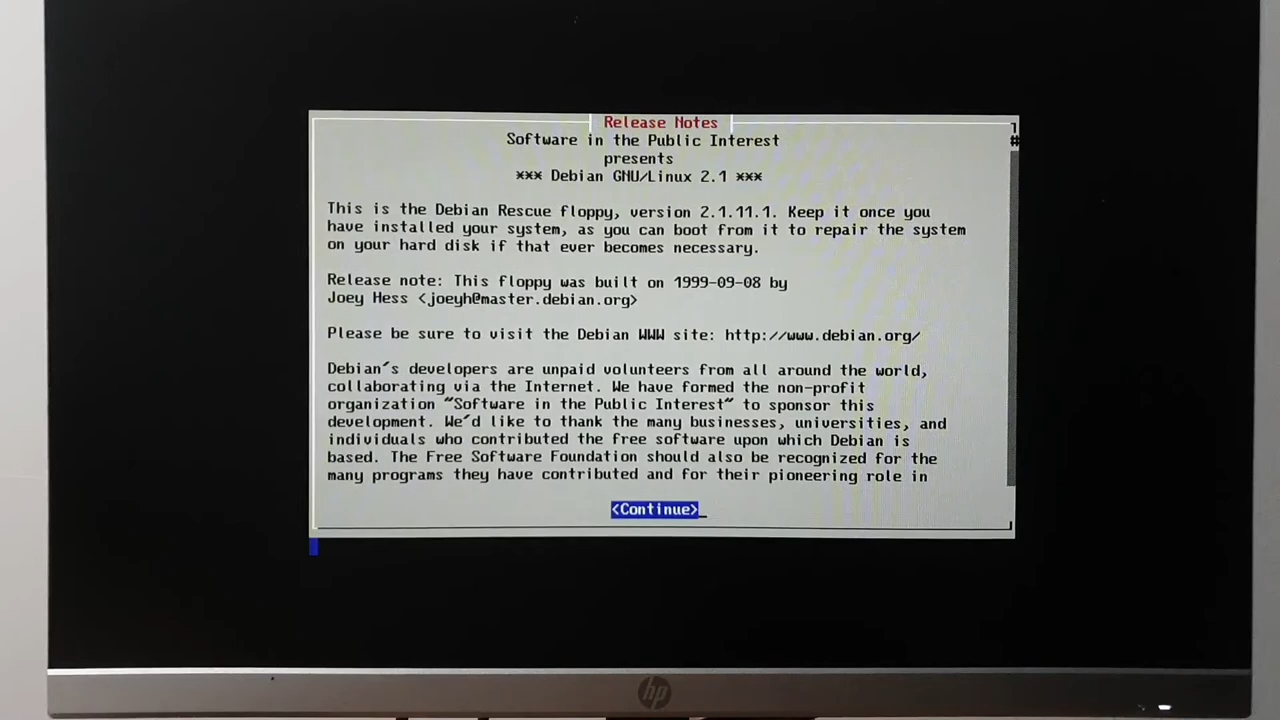 Release Notes
Software in the Public Interest
presents
*** Debian GNU/Linux 2.1 ***
This is the Debian Rescue floppy, version 2.1.11.1. Keep it once you
have installed your system, as you can boot from it to repair the system
on your hard disk if that ever becomes necessary.
Release note: This floppy was built on 1999-09-08 by
Joey Hess <joeyh@master.debian.org>
Please be sure to visit the Debian WWW site: http://www.debian.org/
Debian´s developers are unpaid volunteers from all around the world,
collaborating via the Internet. We have formed the non-profit
organization "Software in the Public Interest" to sponsor this
development. We´d like to thank the many businesses, universities, and
individuals who contributed the free software upon which Debian is
based. The Free Software Foundation should also be recognized for the
many programs they have contributed and for their pioneering role in
<Continue>
hp